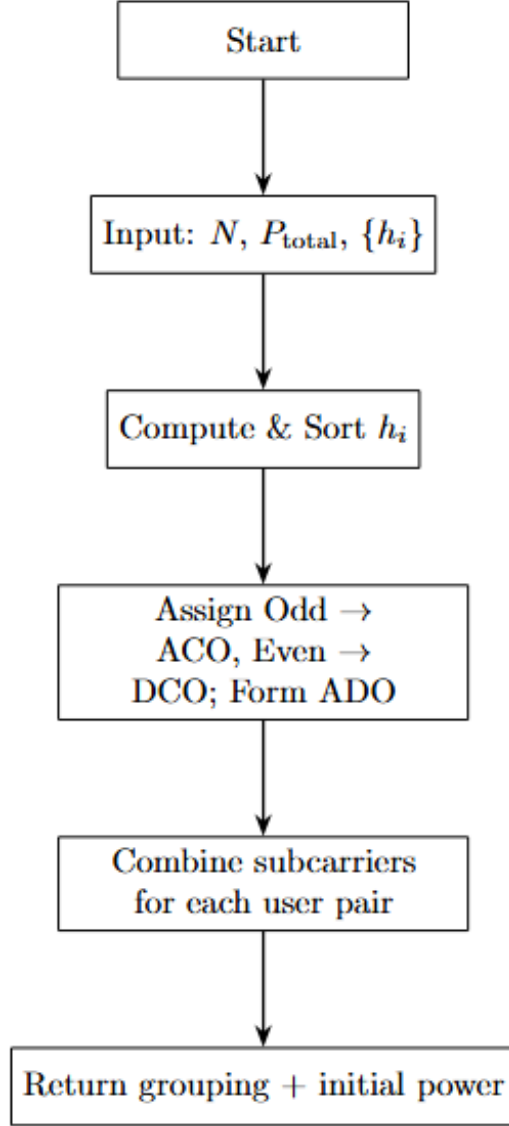 Start
Input: N, P_total, {h_i}
Compute & Sort h_i
Assign Odd →
ACO, Even →
DCO; Form ADO
Combine subcarriers
for each user pair
Return grouping + initial power